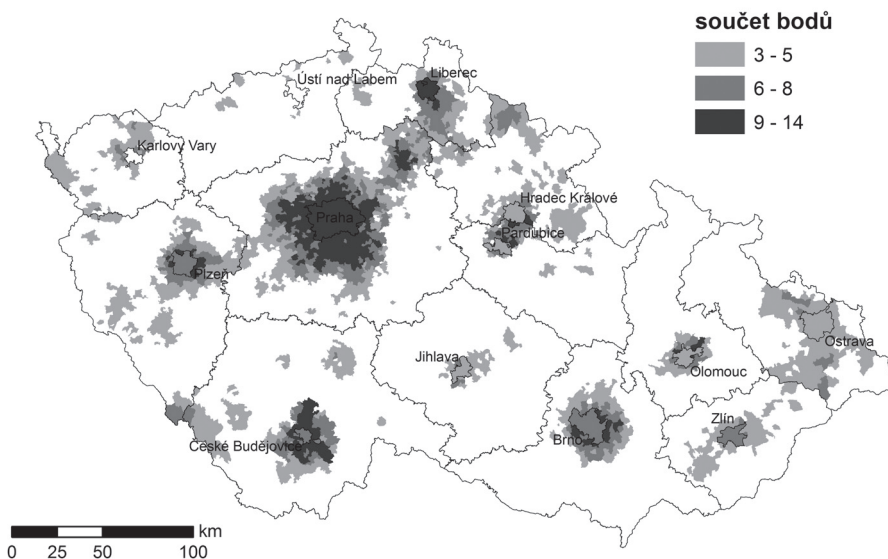 součet bodů
3 - 5
6 - 8
9 - 14
Ústí nad Labem
Liberec
Karlovy Vary
Praha
Hradec Králové
Pardubice
Plzeň
Jihlava
Ostrava
Olomouc
České Budějovice
Brno
Zlín
km
0 25 50 100